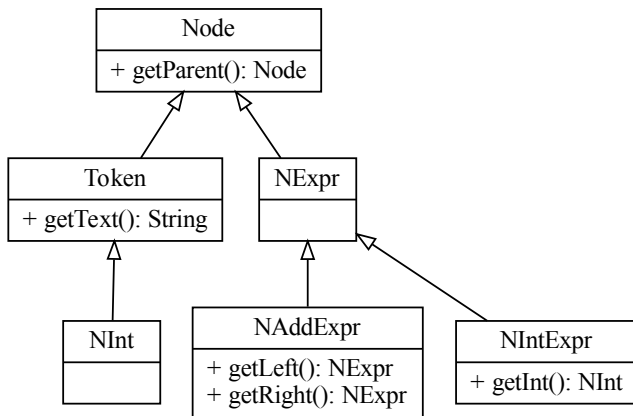 Node
+ getParent(): Node
Token
+ getText(): String
NExpr
NInt
NAddExpr
+ getLeft(): NExpr
+ getRight(): NExpr
NIntExpr
+ getInt(): NInt